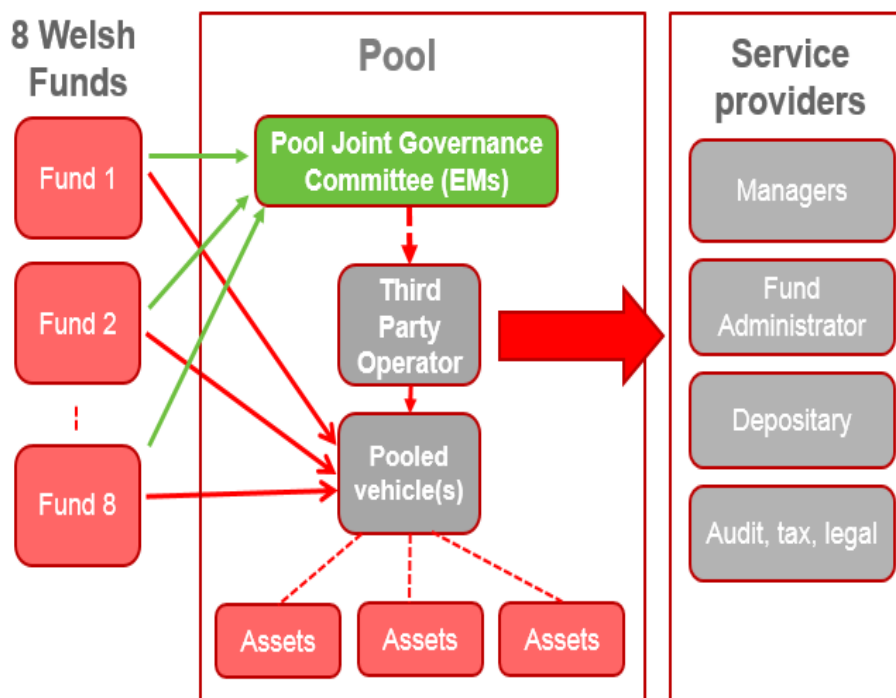 8 Welsh
Funds
Fund 1
Fund 2
Fund 8
Pool
Pool Joint Governance
Committee (EMs)
Third
Party
Operator
Pooled
vehicle(s)
Assets
Assets
Assets
Service
providers
Managers
Fund
Administrator
Depositary
Audit, tax, legal